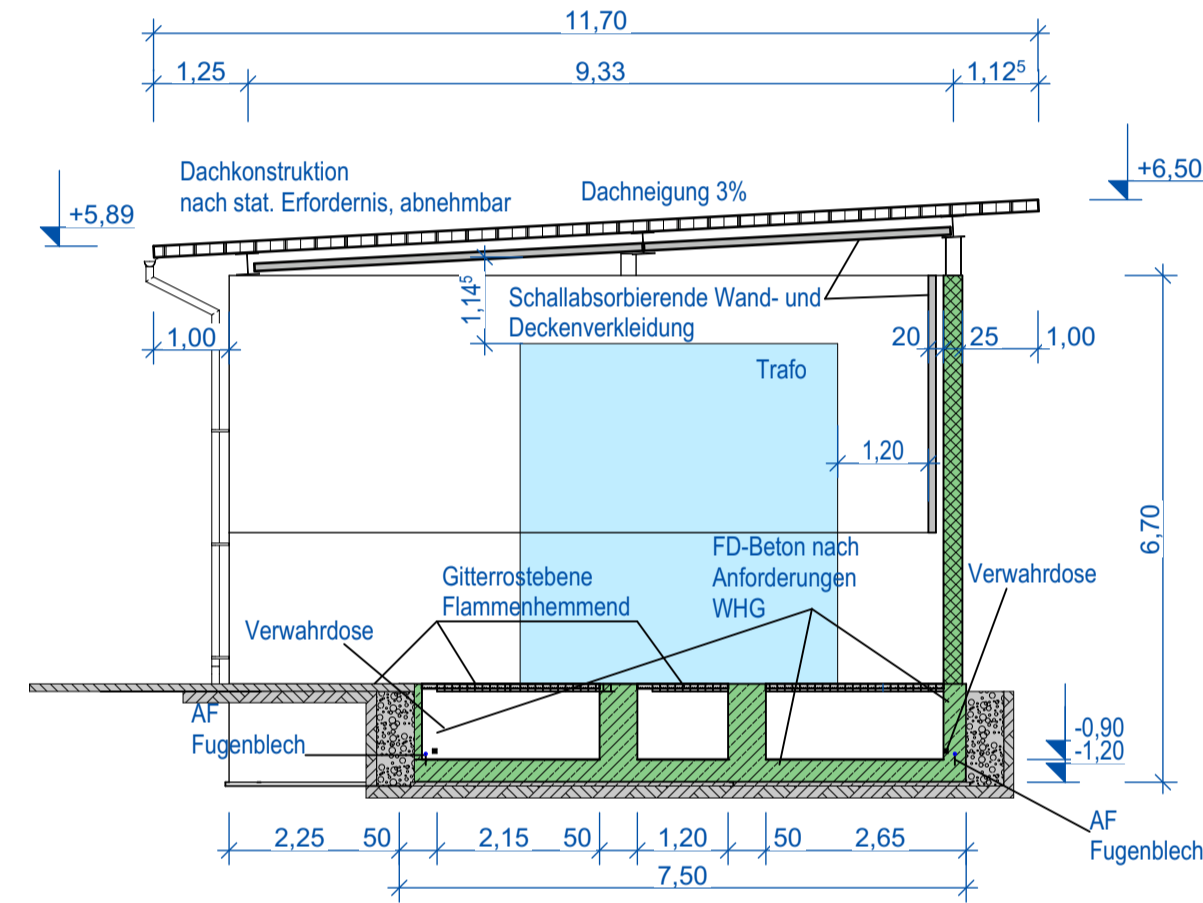 11,70
1,25
9,33
1,12⁵
Dachkonstruktion
nach stat. Erfordernis, abnehmbar
Dachneigung 3%
+6,50
+5,89
1,14⁵
Schallabsorbierende Wand- und
Deckenverkleidung
1,00
20
25
1,00
Trafo
1,20
6,70
Gitterrostebene
Flammenhemmend
FD-Beton nach
Anforderungen
WHG
Verwahrdose
Verwahrdose
AF
Fugenblech
-0,90
-1,20
AF
Fugenblech
2,25
50
2,15
50
1,20
50
2,65
7,50